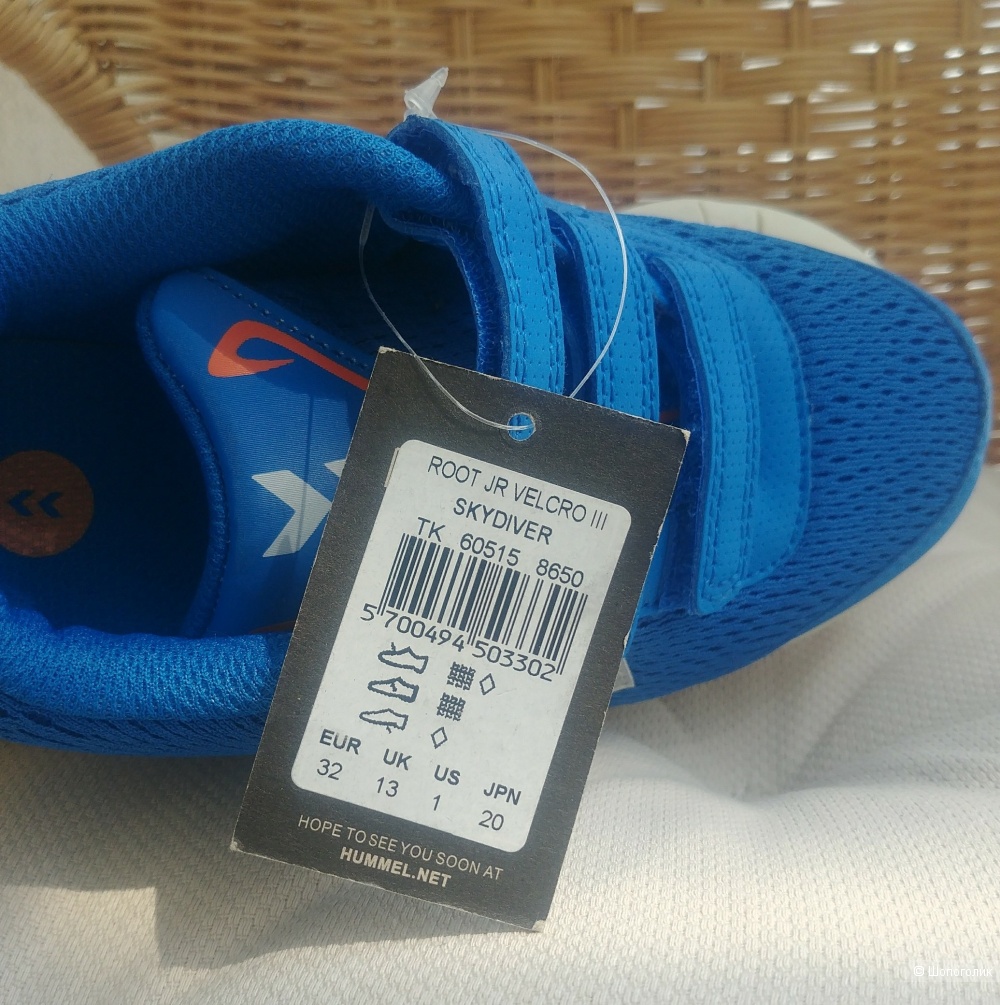 ROOT JR VELCRO III
SKYDIVER
TK 60515 8650
5 700494 503302
EUR UK US JPN
32 13 1 20
HOPE TO SEE YOU SOON AT
HUMMEL.NET
© Шопоголик